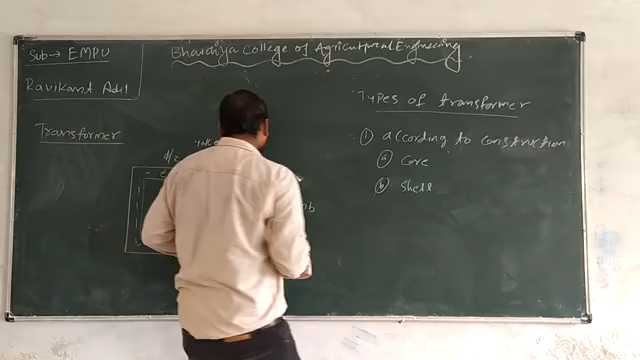 Sub → EMPU
Bhardiya College of Agricultural Engineering
Ravikant Adil
Types of transformer
Transformer
① according to construction
yoke
ⓐ Core
ⓑ Shell